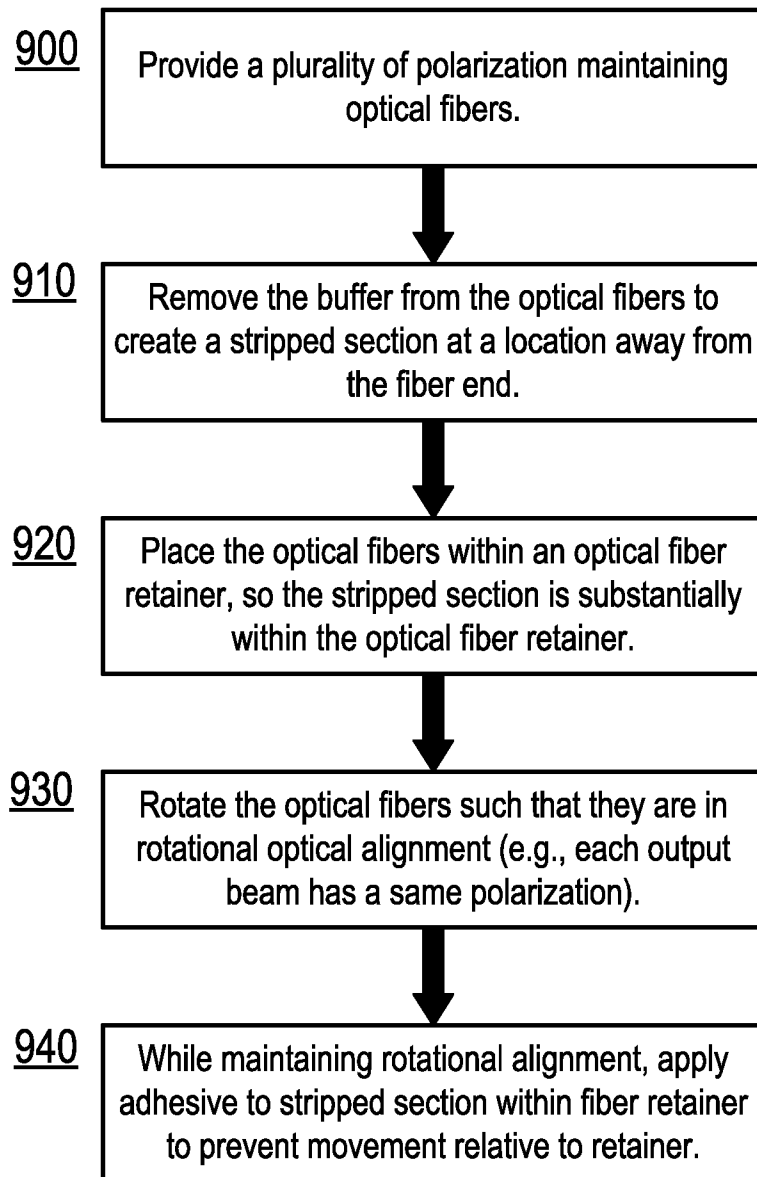 900
Provide a plurality of polarization maintaining
optical fibers.
910
Remove the buffer from the optical fibers to
create a stripped section at a location away from
the fiber end.
920
Place the optical fibers within an optical fiber
retainer, so the stripped section is substantially
within the optical fiber retainer.
930
Rotate the optical fibers such that they are in
rotational optical alignment (e.g., each output
beam has a same polarization).
940
While maintaining rotational alignment, apply
adhesive to stripped section within fiber retainer
to prevent movement relative to retainer.